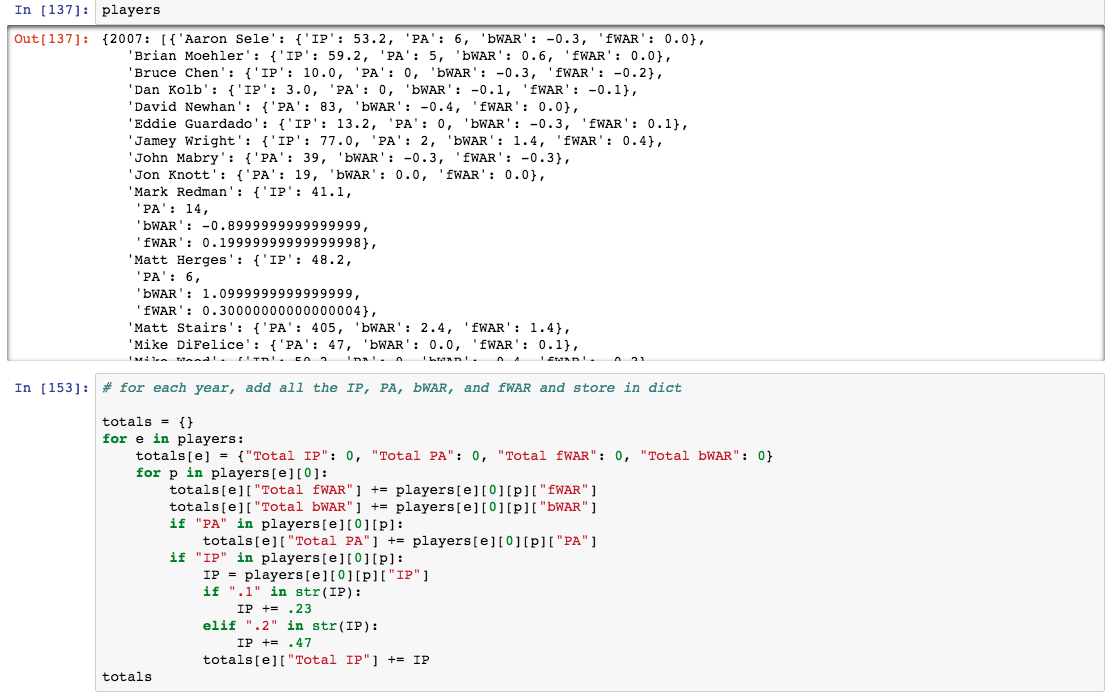 In [137]: players
Out[137]: {2007: [{'Aaron Sele': {'IP': 53.2, 'PA': 6, 'bWAR': -0.3, 'fWAR': 0.0},
'Brian Moehler': {'IP': 59.2, 'PA': 5, 'bWAR': 0.6, 'fWAR': 0.0},
'Bruce Chen': {'IP': 10.0, 'PA': 0, 'bWAR': -0.3, 'fWAR': -0.2},
'Dan Kolb': {'IP': 3.0, 'PA': 0, 'bWAR': -0.1, 'fWAR': -0.1},
'David Newhan': {'PA': 83, 'bWAR': -0.4, 'fWAR': 0.0},
'Eddie Guardado': {'IP': 13.2, 'PA': 0, 'bWAR': -0.3, 'fWAR': 0.1},
'Jamey Wright': {'IP': 77.0, 'PA': 2, 'bWAR': 1.4, 'fWAR': 0.4},
'John Mabry': {'PA': 39, 'bWAR': -0.3, 'fWAR': -0.3},
'Jon Knott': {'PA': 19, 'bWAR': 0.0, 'fWAR': 0.0},
'Mark Redman': {'IP': 41.1,
'PA': 14,
'bWAR': -0.8999999999999999,
'fWAR': 0.19999999999999998},
'Matt Herges': {'IP': 48.2,
'PA': 6,
'bWAR': 1.0999999999999999,
'fWAR': 0.30000000000000004},
'Matt Stairs': {'PA': 405, 'bWAR': 2.4, 'fWAR': 1.4},
'Mike DiFelice': {'PA': 47, 'bWAR': 0.0, 'fWAR': 0.1},
In [153]: # for each year, add all the IP, PA, bWAR, and fWAR and store in dict
totals = {}
for e in players:
totals[e] = {"Total IP": 0, "Total PA": 0, "Total fWAR": 0, "Total bWAR": 0}
for p in players[e][0]:
totals[e]["Total fWAR"] += players[e][0][p]["fWAR"]
totals[e]["Total bWAR"] += players[e][0][p]["bWAR"]
if "PA" in players[e][0][p]:
totals[e]["Total PA"] += players[e][0][p]["PA"]
if "IP" in players[e][0][p]:
IP = players[e][0][p]["IP"]
if ".1" in str(IP):
IP += .23
elif ".2" in str(IP):
IP += .47
totals[e]["Total IP"] += IP
totals